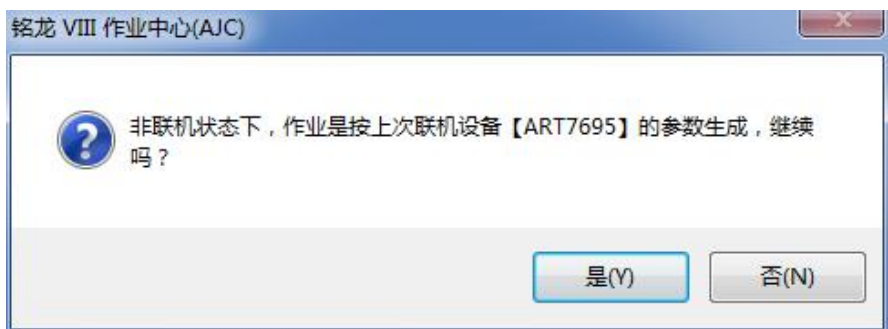 铭龙 VIII 作业中心(AJC)
非联机状态下，作业是按上次联机设备【ART7695】的参数生成，继续
吗？
是(Y)
否(N)